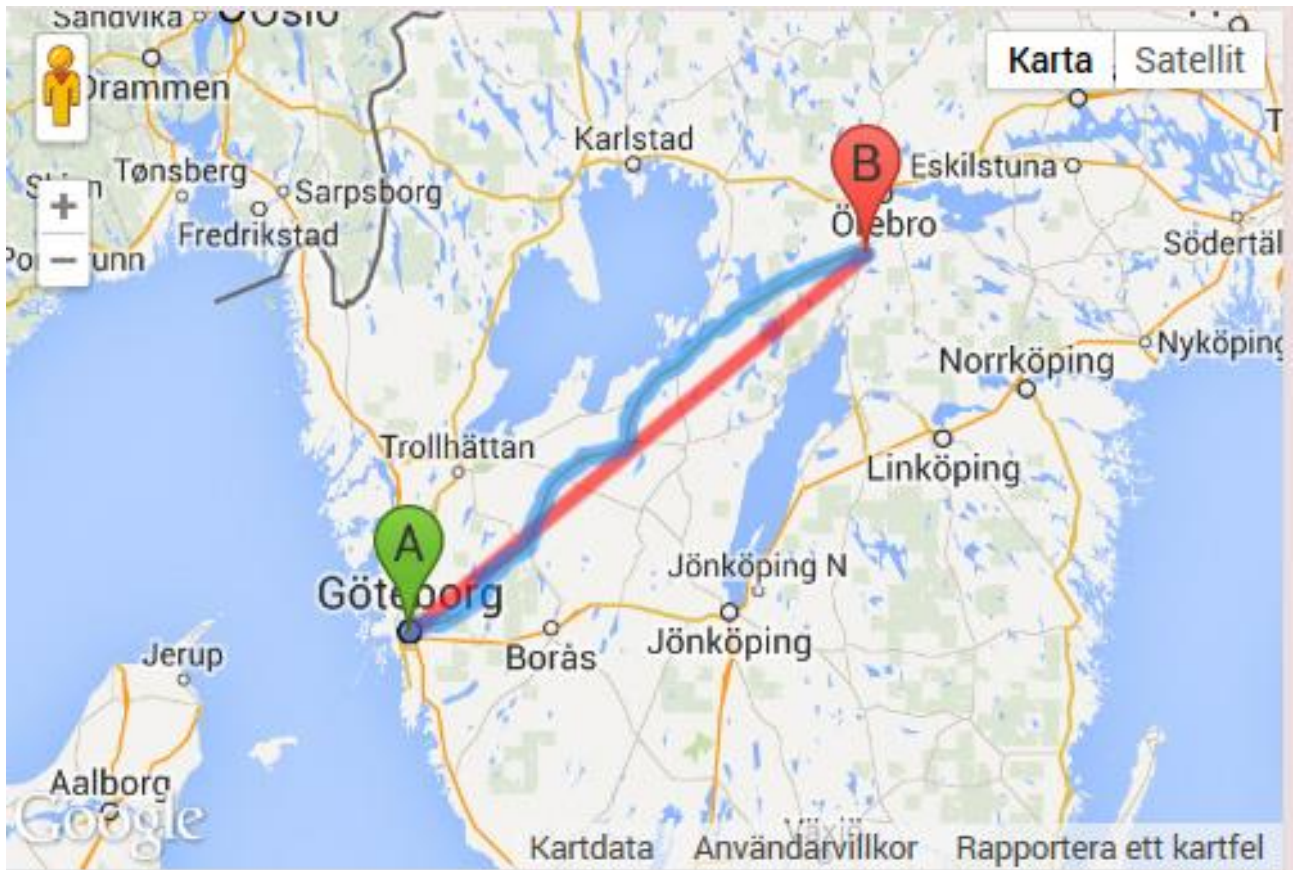 Sandvika
Oslo
Karta
Satellit
Drammen
Karlstad
B
Eskilstuna
Tønsberg
Sarpsborg
+
Örebro
Fredrikstad
−
Nyköping
Norrköping
Trollhättan
Linköping
A
Jönköping N
Göteborg
Jönköping
Borås
Jerup
Aalborg
Google
Växjö
Kartdata
Användarvillkor
Rapportera ett kartfel